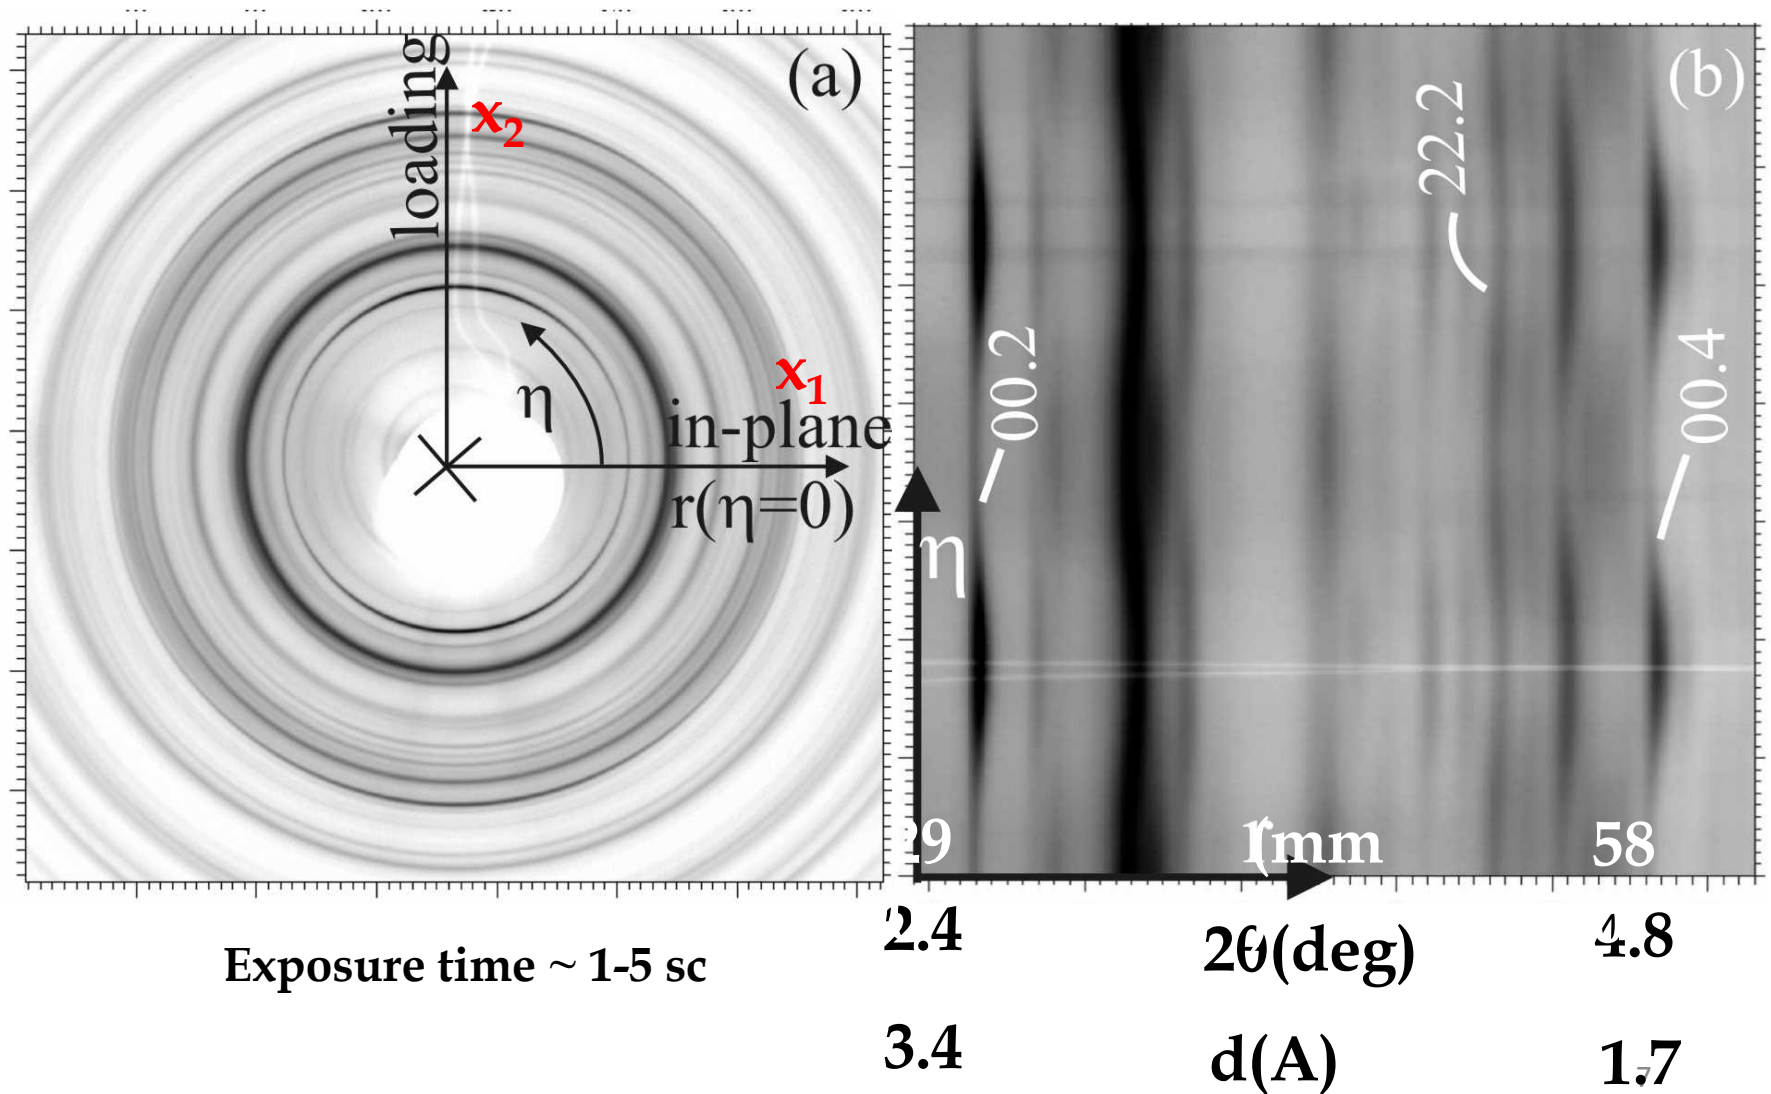 (a)
loading
x2
x1
η
in-plane
r(η=0)
(b)
22.2
00.2
00.4
η
29
r mm
58
2.4
2θ(deg)
4.8
Exposure time ~ 1-5 sc
3.4
d(A)
1.7
7